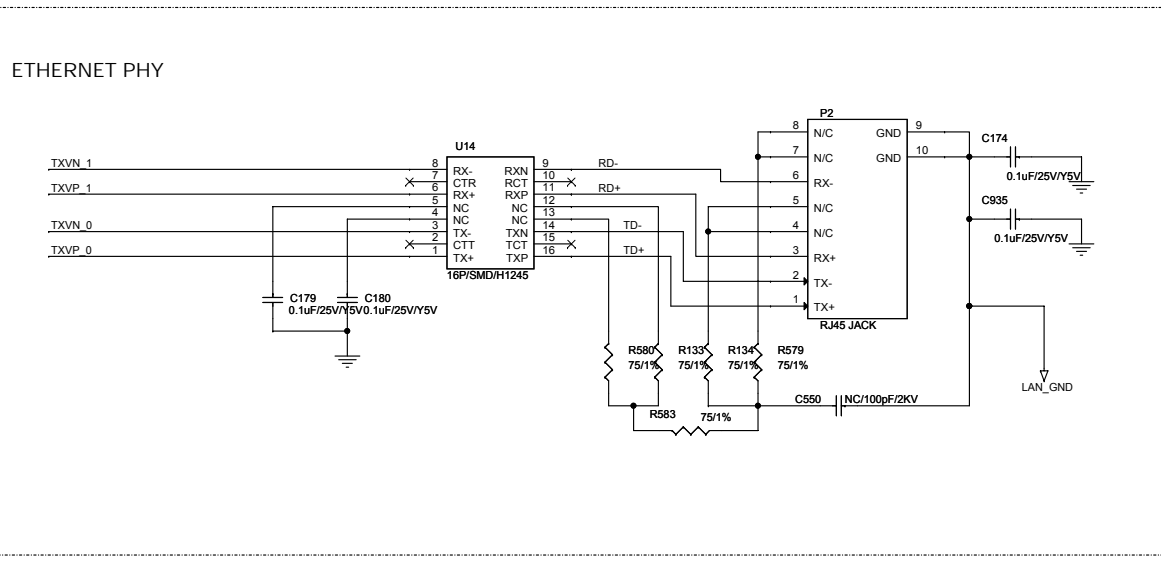 ETHERNET PHY
P2
8 N/C GND 9
7 N/C GND 10
6 RX-
5 N/C
4 N/C
3 RX+
2 TX-
1 TX+
RJ45 JACK
C174
0.1uF/25V/Y5V
C935
0.1uF/25V/Y5V
U14
TXVN_1 8 RX- RXN 9 RD-
7 CTR RCT 10
TXVP_1 6 RX+ RXP 11 RD+
5 NC NC 12
4 NC NC 13
TXVN_0 3 TX- TXN 14 TD-
2 CTT TCT 15
TXVP_0 1 TX+ TXP 16 TD+
16P/SMD/H1245
C179
0.1uF/25V/Y5V
C180
0.1uF/25V/Y5V
R580
75/1%
R133
75/1%
R134
75/1%
R579
75/1%
LAN_GND
C550 NC/100pF/2KV
R583 75/1%